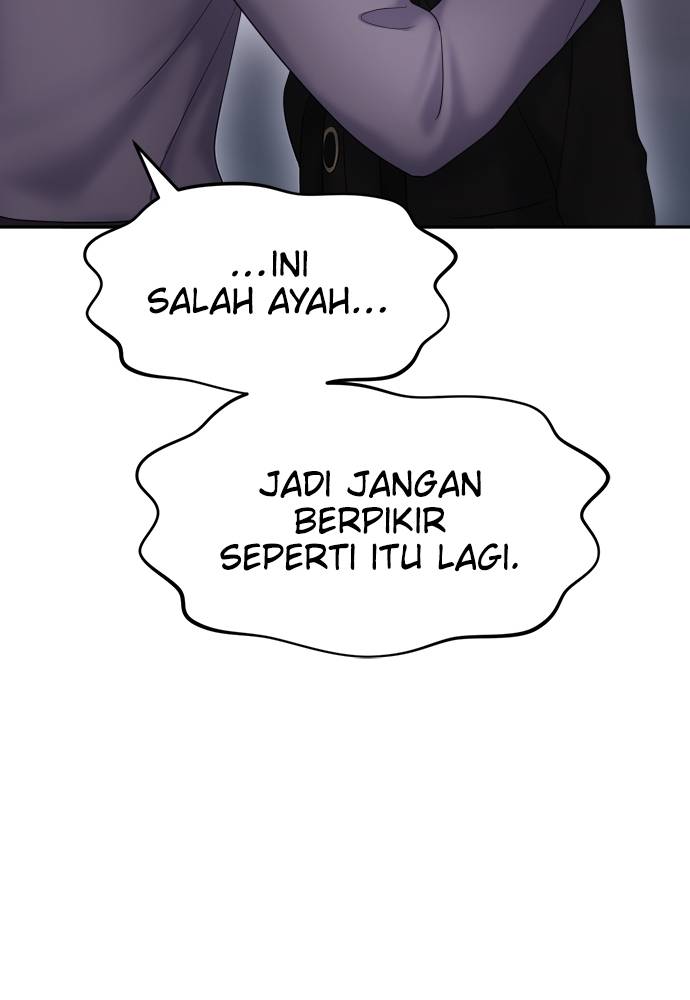 ...INI
SALAH AYAH...
JADI JANGAN
BERPIKIR
SEPERTI ITU LAGI.